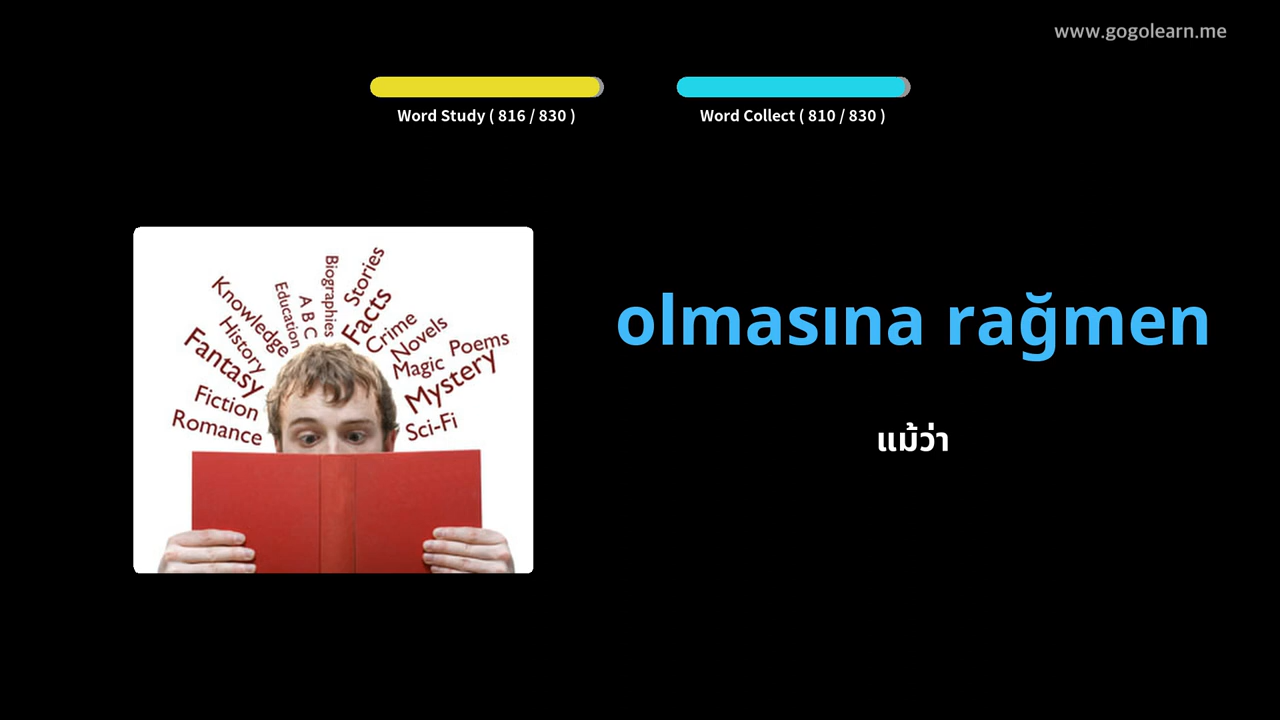 www.gogolearn.me
Word Study ( 816 / 830 )
Word Collect ( 810 / 830 )
Biographies
Stories
Education
A B C
Facts
Knowledge
Crime
History
Novels
Poems
Fantasy
Magic
Mystery
Fiction
Romance
Sci-Fi
olmasına rağmen
แม้ว่า